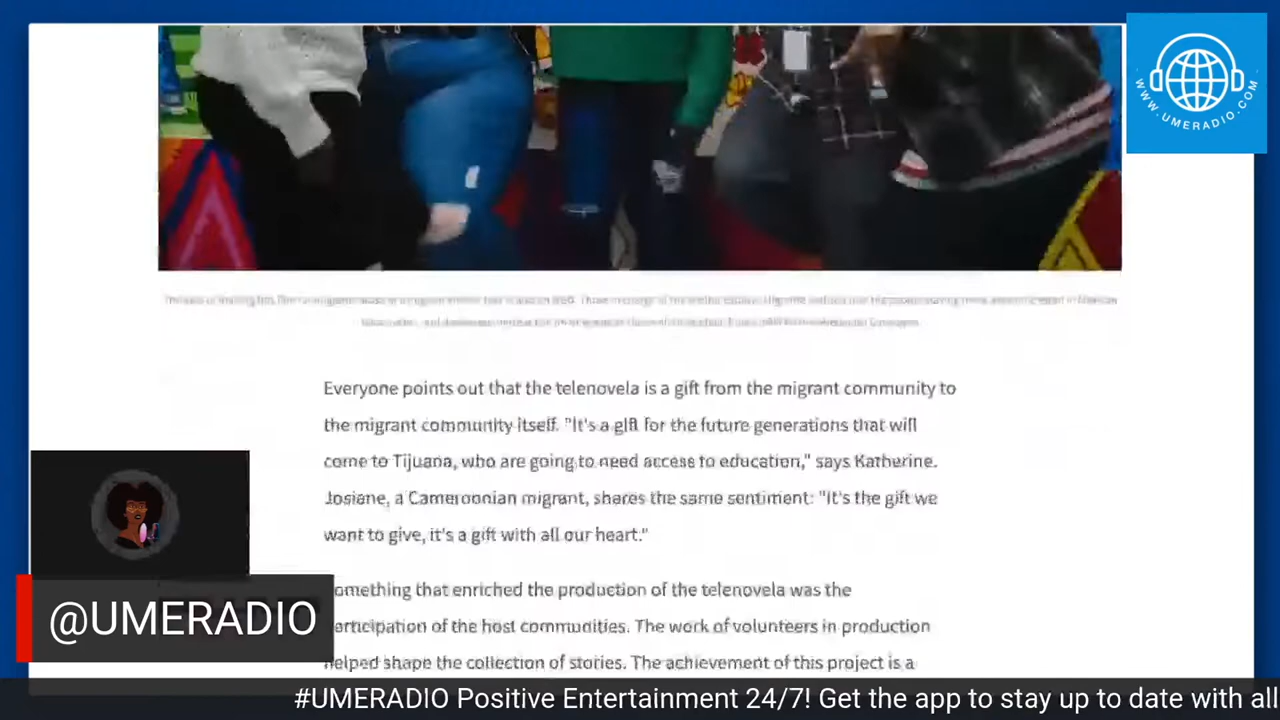 WWW.UMERADIO.COM
Everyone points out that the telenovela is a gift from the migrant community to
the migrant community itself. "It's a gift for the future generations that will
come to Tijuana, who are going to need access to education," says Katherine.
Josiane, a Cameroonian migrant, shares the same sentiment: "It's the gift we
want to give, it's a gift with all our heart."
omething that enriched the production of the telenovela was the
articipation of the host communities. The work of volunteers in production
helped shape the collection of stories. The achievement of this project is a
@UMERADIO
#UMERADIO Positive Entertainment 24/7! Get the app to stay up to date with all